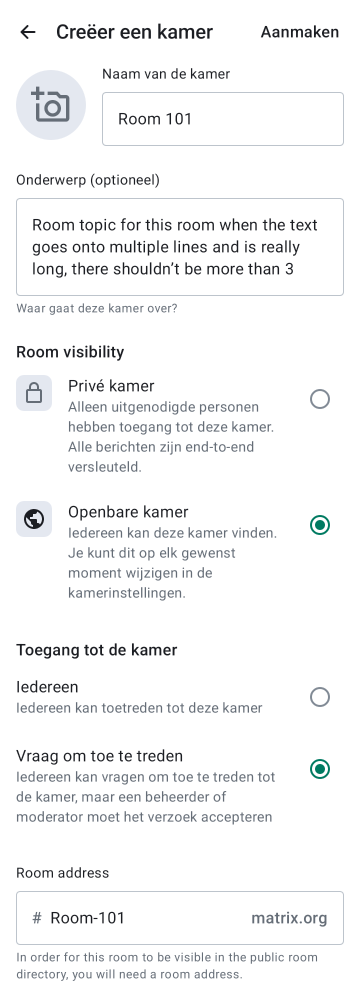 Creëer een kamer
Aanmaken
Naam van de kamer
Room 101
Onderwerp (optioneel)
Room topic for this room when the text
goes onto multiple lines and is really
long, there shouldn’t be more than 3
Waar gaat deze kamer over?
Room visibility
Privé kamer
Alleen uitgenodigde personen
hebben toegang tot deze kamer.
Alle berichten zijn end-to-end
versleuteld.
Openbare kamer
Iedereen kan deze kamer vinden.
Je kunt dit op elk gewenst
moment wijzigen in de
kamerinstellingen.
Toegang tot de kamer
Iedereen
Iedereen kan toetreden tot deze kamer
Vraag om toe te treden
Iedereen kan vragen om toe te treden tot
de kamer, maar een beheerder of
moderator moet het verzoek accepteren
Room address
# Room-101 matrix.org
In order for this room to be visible in the public room
directory, you will need a room address.